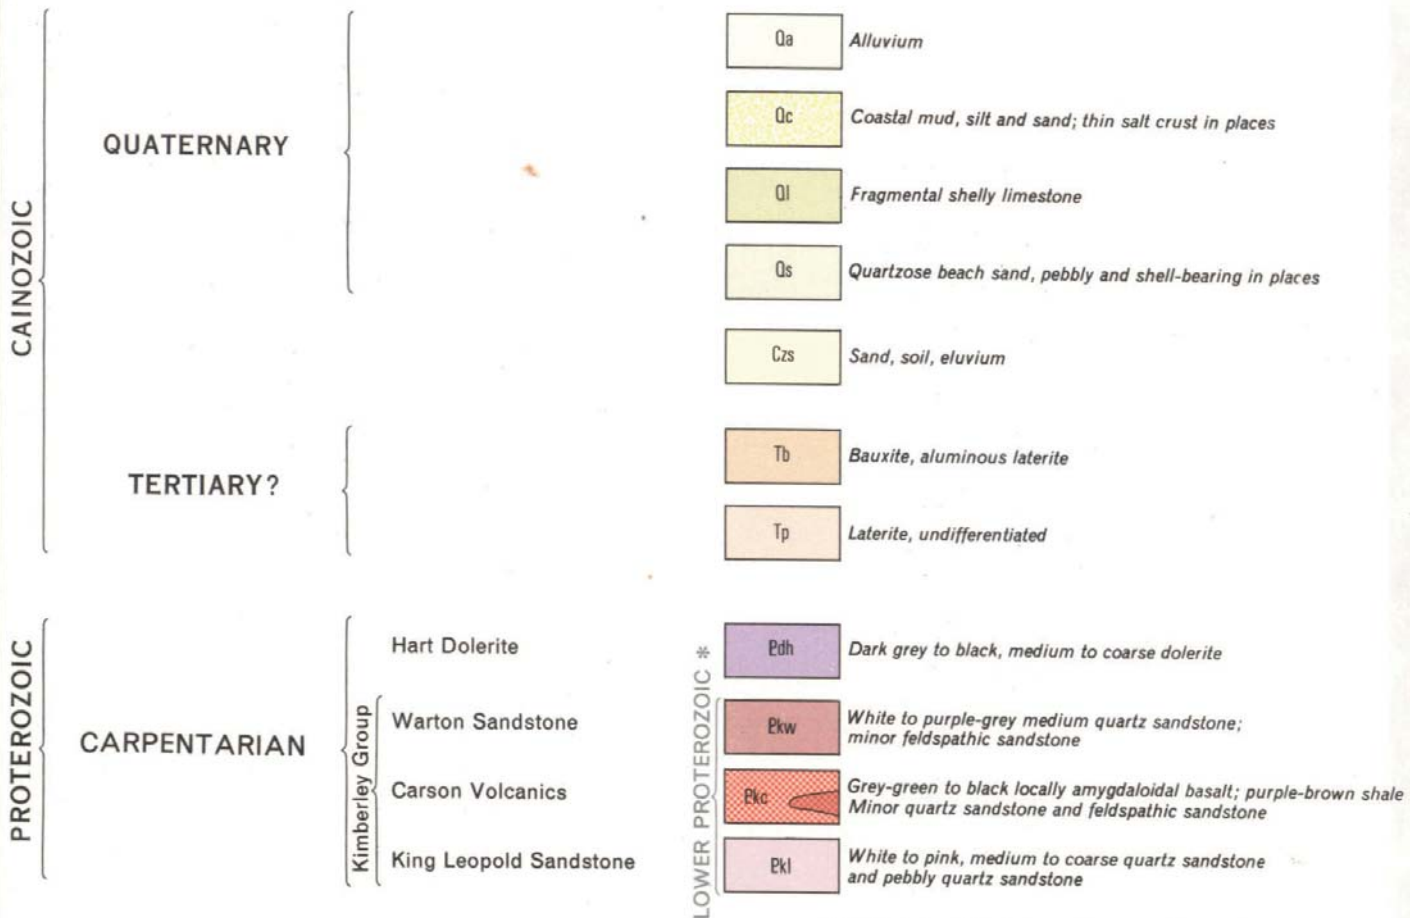 CAINOZOIC
QUATERNARY
Qa Alluvium
Qc Coastal mud, silt and sand; thin salt crust in places
Ql Fragmental shelly limestone
Qs Quartzose beach sand, pebbly and shell-bearing in places
Czs Sand, soil, eluvium
TERTIARY?
Tb Bauxite, aluminous laterite
Tp Laterite, undifferentiated
PROTEROZOIC
CARPENTARIAN
Kimberley Group
LOWER PROTEROZOIC *
Hart Dolerite
Pdh Dark grey to black, medium to coarse dolerite
Warton Sandstone
Pkw White to purple-grey medium quartz sandstone;
minor feldspathic sandstone
Carson Volcanics
Pkc Grey-green to black locally amygdaloidal basalt; purple-brown shale
Minor quartz sandstone and feldspathic sandstone
King Leopold Sandstone
Pkl White to pink, medium to coarse quartz sandstone
and pebbly quartz sandstone